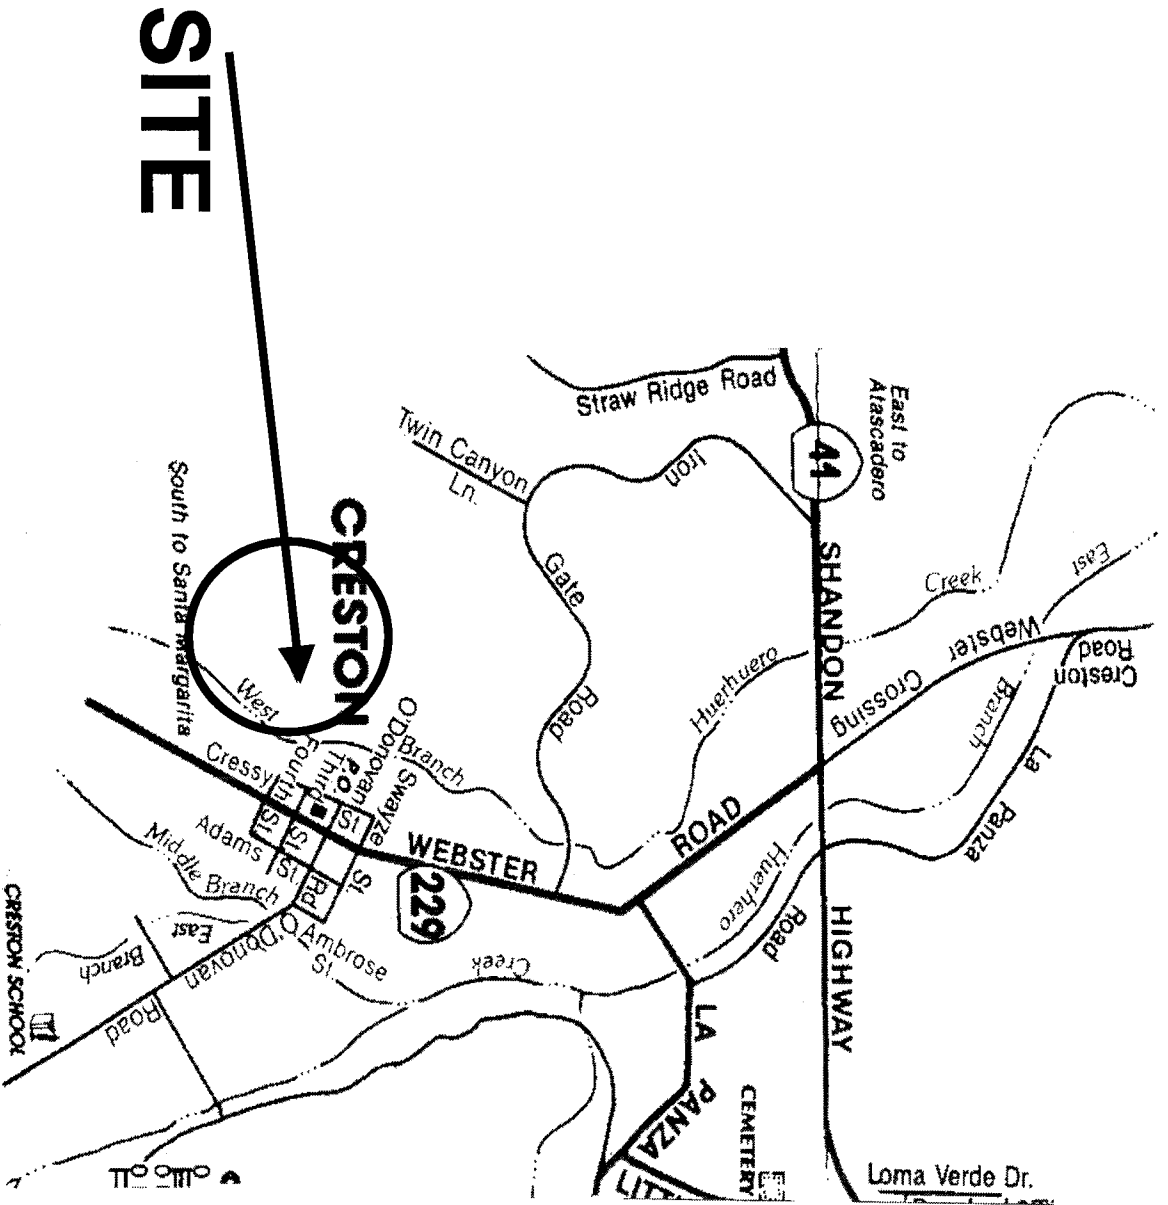 SITE
East to
Atascadero
Straw Ridge Road
44
Twin Canyon
Ln.
Iron
Gate
Road
SHANDON
HIGHWAY
Creek
East
Webster
Crossing
Creston
Road
Branch
La
Panza
Road
Huerhuero
Huerhero
South to Santa Margarita
CRESTON
West
Branch
O'Donovan
Swayze
St
P.O
Third
St
Fourth
St
Cressy
St
Adams
St
Rd
WEBSTER
ROAD
229
Middle Branch
East
Branch
O'Donovan
Road
Ambrose
St.
Creek
CRESTON SCHOOL
LA
PANZA
CEMETERY
Loma Verde Dr.